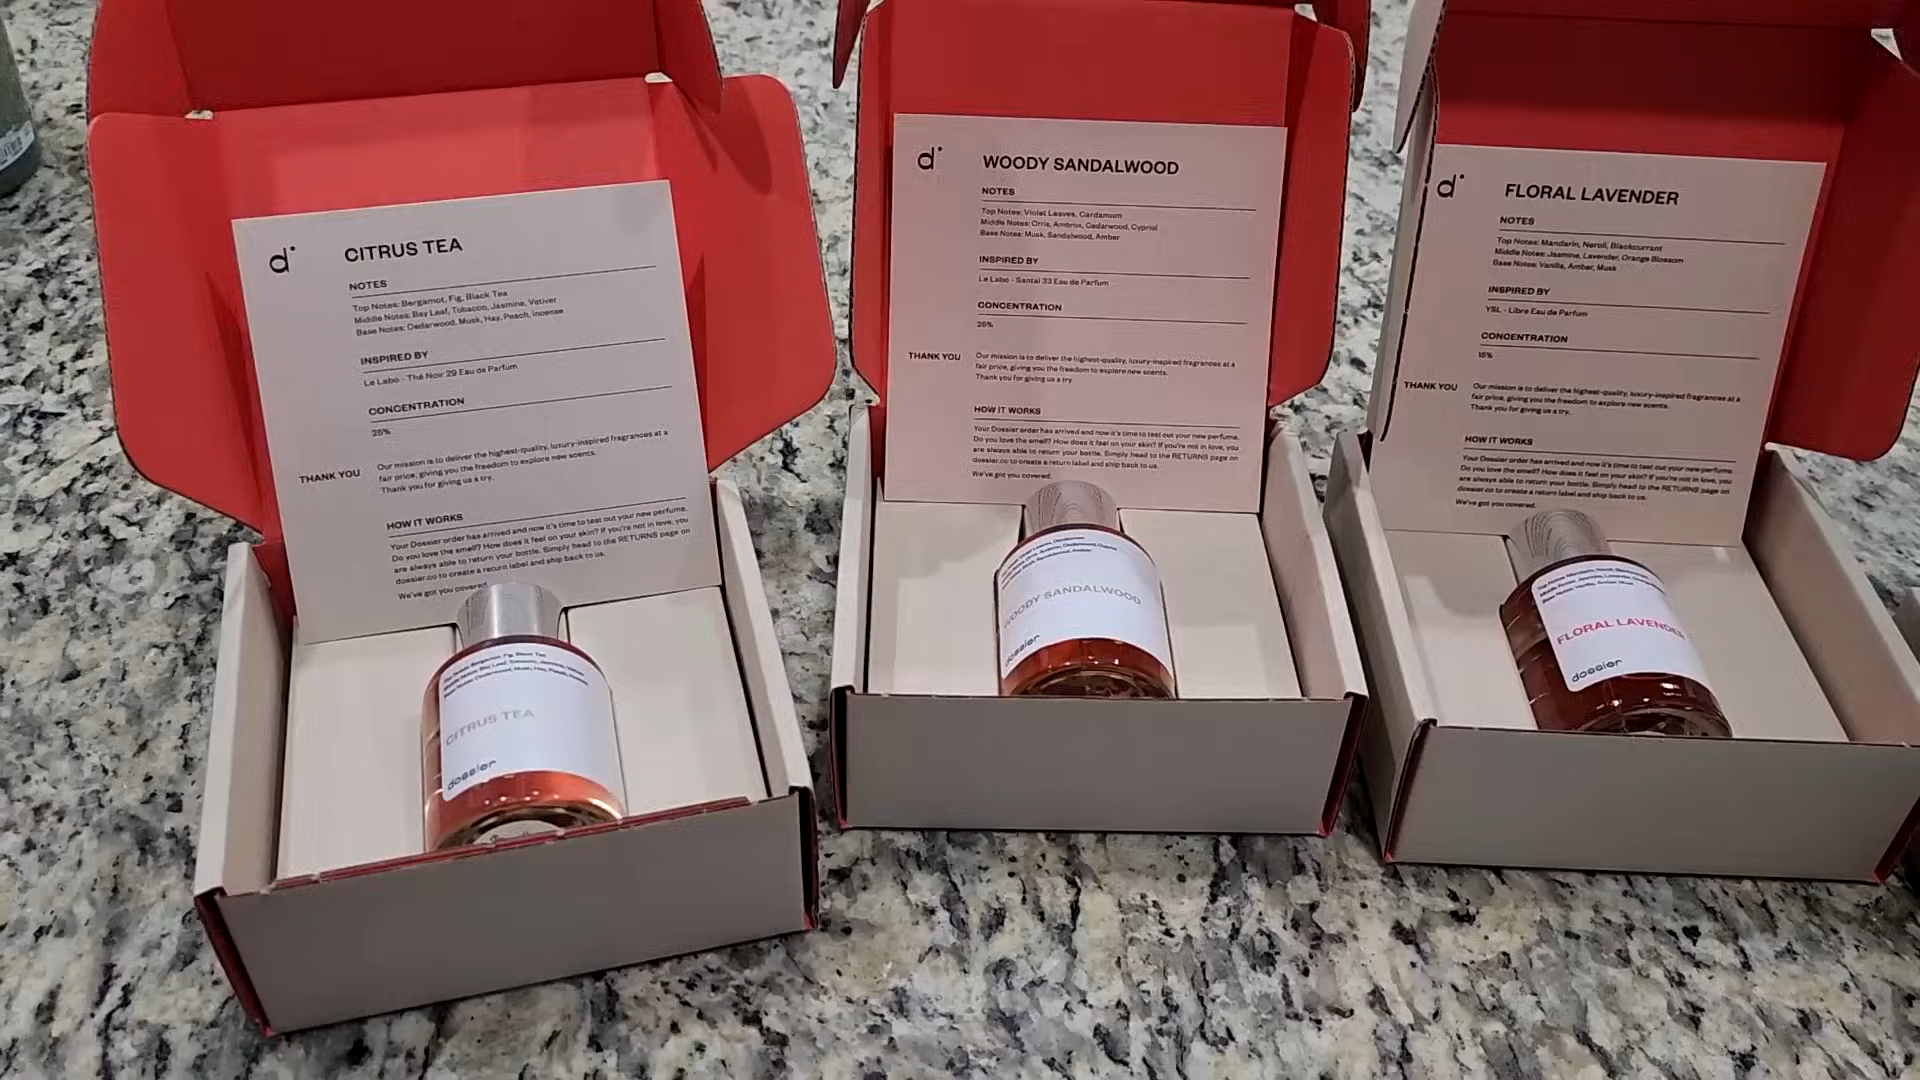 d
CITRUS TEA
NOTES
Top Notes: Bergamot, Fig, Black Tea
Middle Notes: Bay Leaf, Tobacco, Jasmine, Vetiver
Base Notes: Cedarwood, Musk, Hay, Peach, Incense
INSPIRED BY
Le Labo - Thé Noir 29 Eau de Parfum
CONCENTRATION
25%
THANK YOU
Our mission is to deliver the highest-quality, luxury-inspired fragrances at a
fair price, giving you the freedom to explore new scents.
Thank you for giving us a try.
HOW IT WORKS
Your Dossier order has arrived and now it's time to test out your new perfume.
Do you love the smell? How does it feel on your skin? If you're not in love, you
are always able to return your bottle. Simply head to the RETURNS page on
dossier.co to create a return label and ship back to us.
We've got you covered
CITRUS TEA
dossier
d
WOODY SANDALWOOD
NOTES
Top Notes: Violet Leaves, Cardamom
Middle Notes: Orris, Ambrox, Cedarwood, Cypriol
Base Notes: Musk, Sandalwood, Amber
INSPIRED BY
Le Labo - Santal 33 Eau de Parfum
CONCENTRATION
25%
THANK YOU
Our mission is to deliver the highest-quality, luxury-inspired fragrances at a
fair price, giving you the freedom to explore new scents.
Thank you for giving us a try
HOW IT WORKS
Your Dossier order has arrived and now it's time to test out your new perfume.
Do you love the smell? How does it feel on your skin? If you're not in love, you
are always able to return your bottle. Simply head to the RETURNS page on
dossier.co to create a return label and ship back to us.
We've got you covered.
WOODY SANDALWOOD
dossier
d
FLORAL LAVENDER
NOTES
Top Notes: Mandarin, Neroli, Blackcurrant
Middle Notes: Jasmine, Lavender, Orange Blossom
Base Notes: Vanilla, Amber, Musk
INSPIRED BY
YSL - Libre Eau de Parfum
CONCENTRATION
18%
THANK YOU
Our mission is to deliver the highest-quality, luxury-inspired fragrances at a
fair price, giving you the freedom to explore new scents.
Thank you for giving us a try.
HOW IT WORKS
Your Dossier order has arrived and now it's time to test out your new perfume.
Do you love the smell? How does it feel on your skin? If you're not in love, you
are always able to return your bottle. Simply head to the RETURNS page on
dossier.co to create a return label and ship back to us.
We've got you covered.
FLORAL LAVENDER
dossier